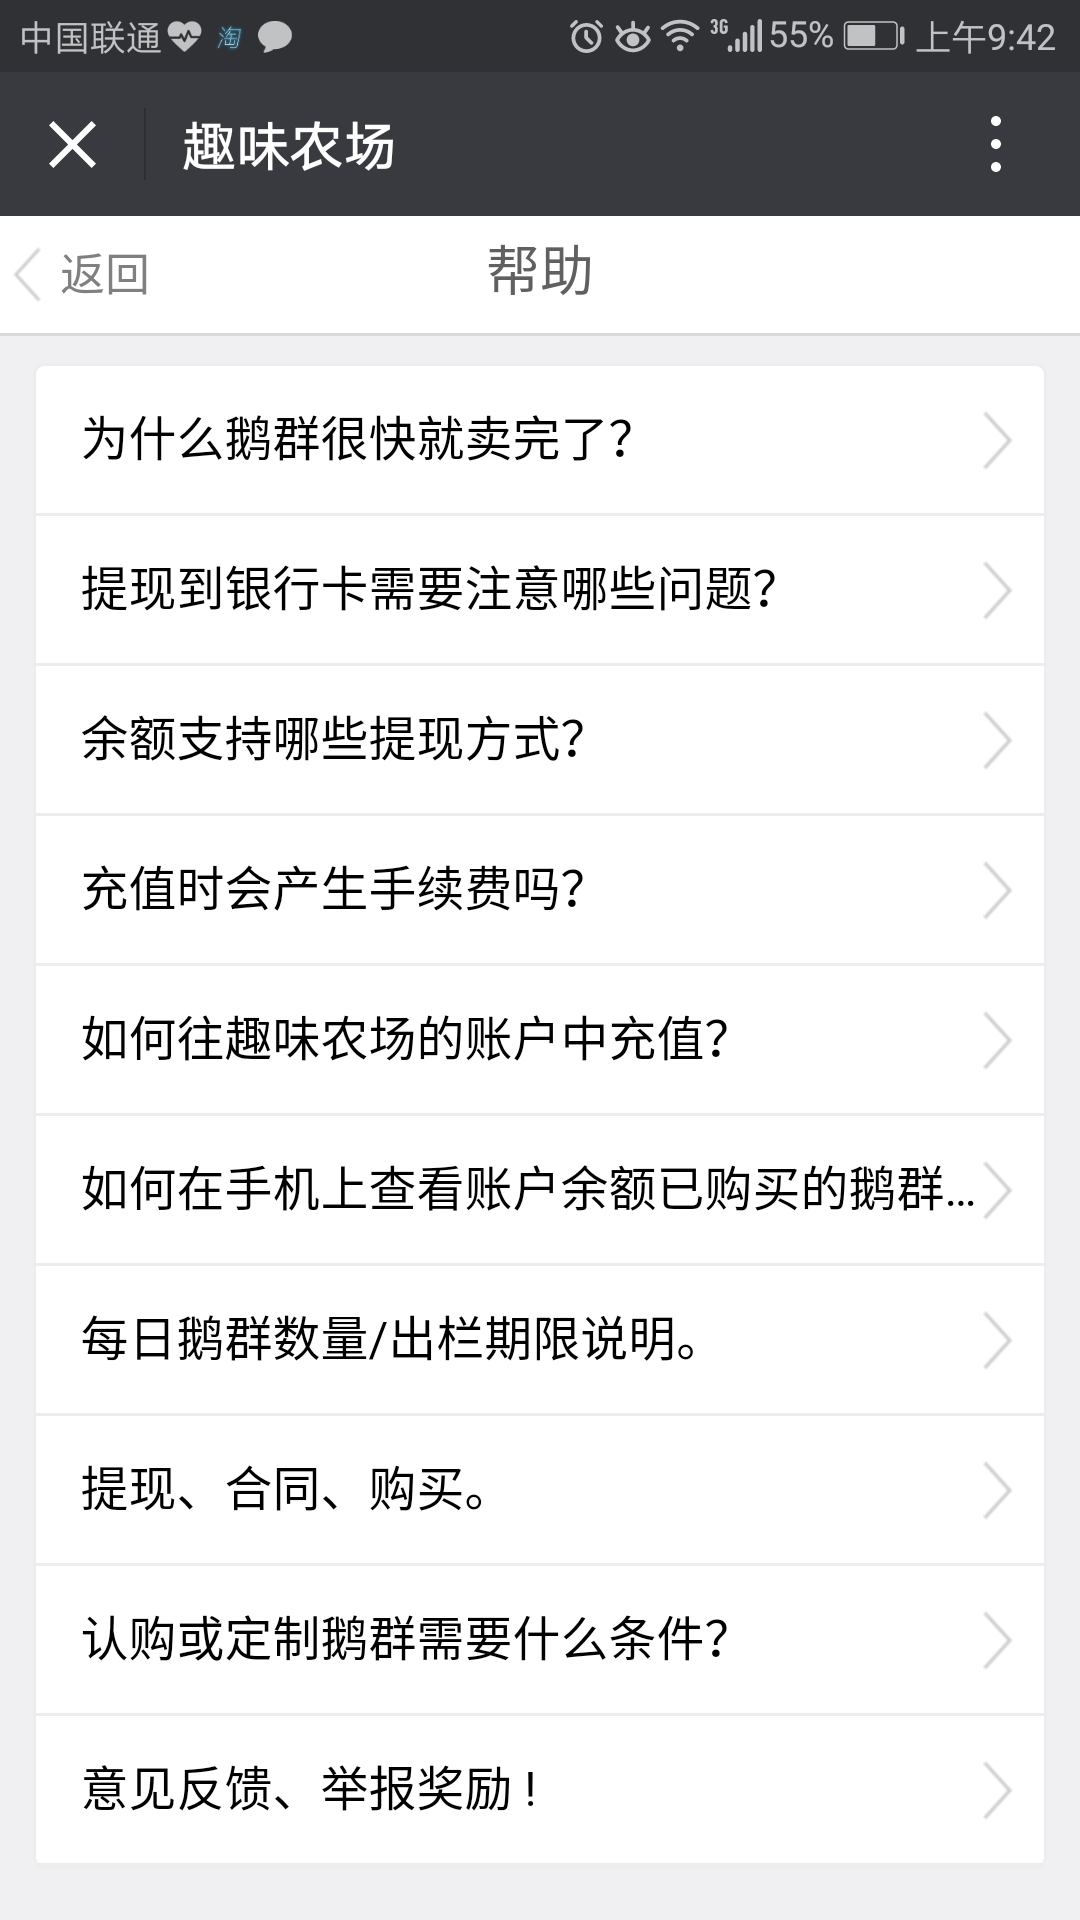 中国联通 淘 3G 55% 上午9:42
趣味农场
返回 帮助
为什么鹅群很快就卖完了?
提现到银行卡需要注意哪些问题?
余额支持哪些提现方式?
充值时会产生手续费吗?
如何往趣味农场的账户中充值?
如何在手机上查看账户余额已购买的鹅群...
每日鹅群数量/出栏期限说明。
提现、合同、购买。
认购或定制鹅群需要什么条件?
意见反馈、举报奖励!